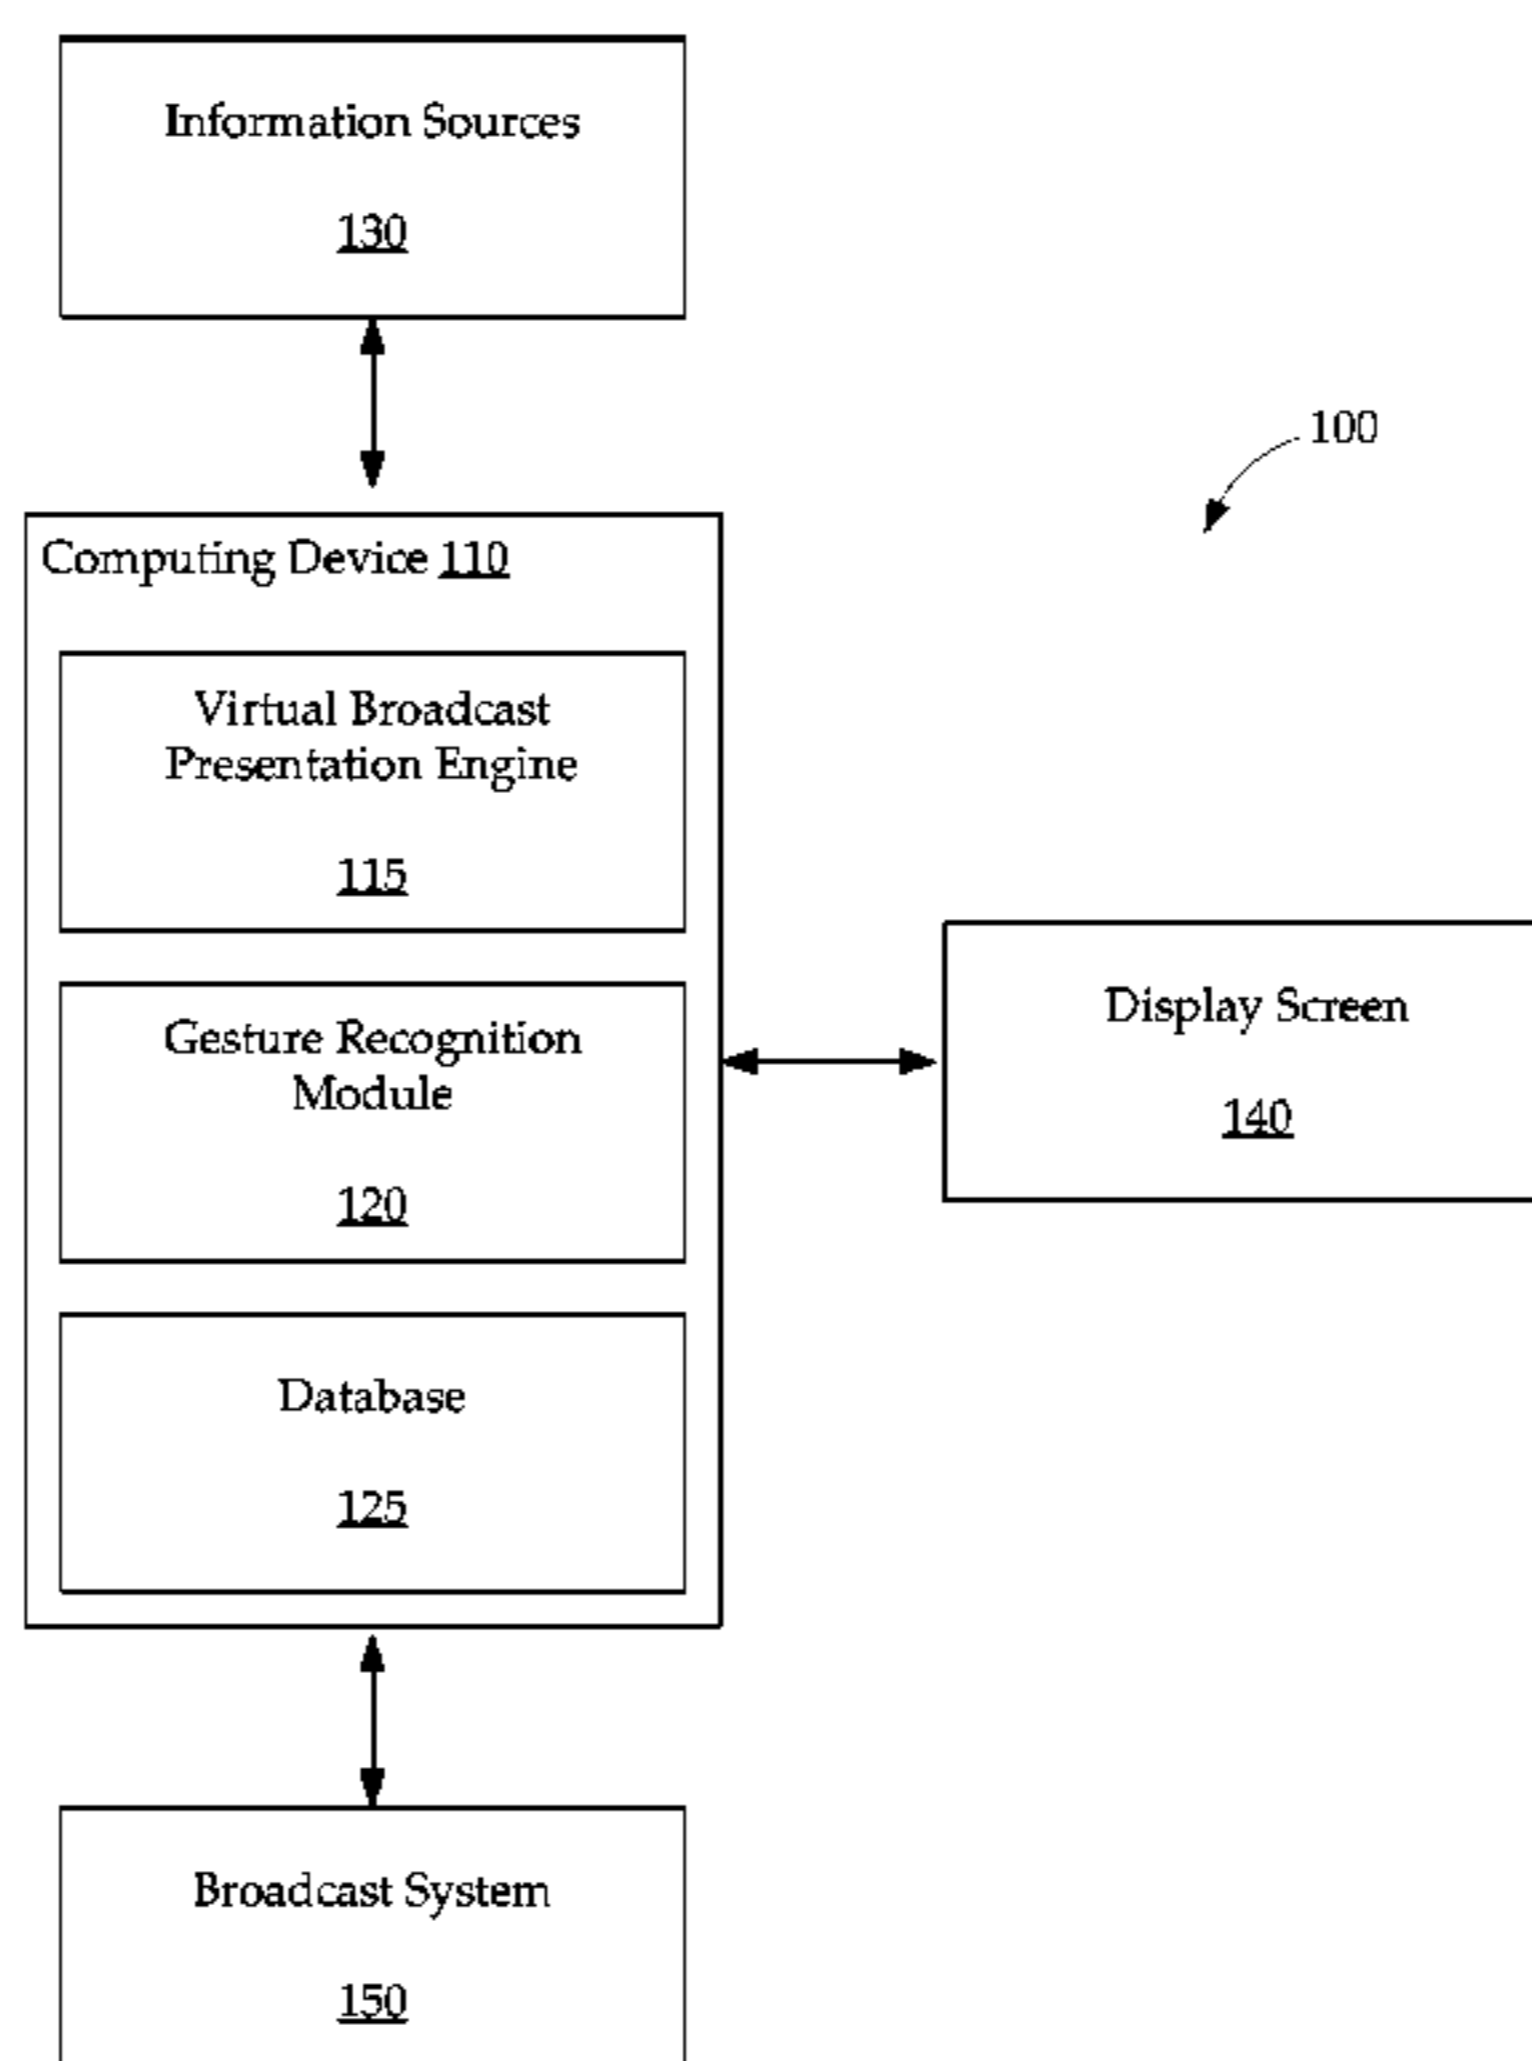 Information Sources
130
100
Computing Device 110
Virtual Broadcast
Presentation Engine
115
Gesture Recognition
Module
120
Display Screen
140
Database
125
Broadcast System
150